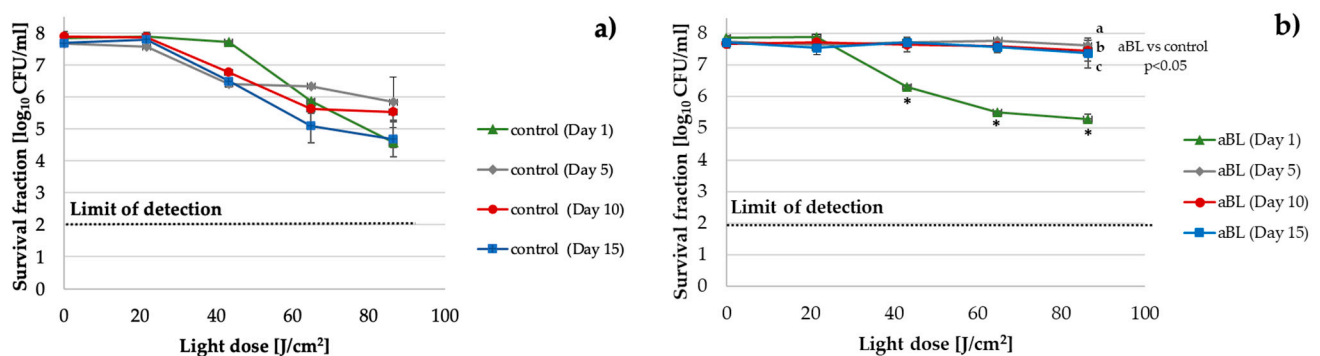 a)
Survival fraction [log10 CFU/ml]
8
7
6
5
4
3
2
1
0
Limit of detection
0 20 40 60 80 100
Light dose [J/cm²]
control (Day 1)
control (Day 5)
control (Day 10)
control (Day 15)
b)
Survival fraction [log10 CFU/ml]
8
7
6
5
4
3
2
1
0
a
b
c
aBL vs control
p<0.05
*
*
*
Limit of detection
0 20 40 60 80 100
Light dose [J/cm²]
aBL (Day 1)
aBL (Day 5)
aBL (Day 10)
aBL (Day 15)